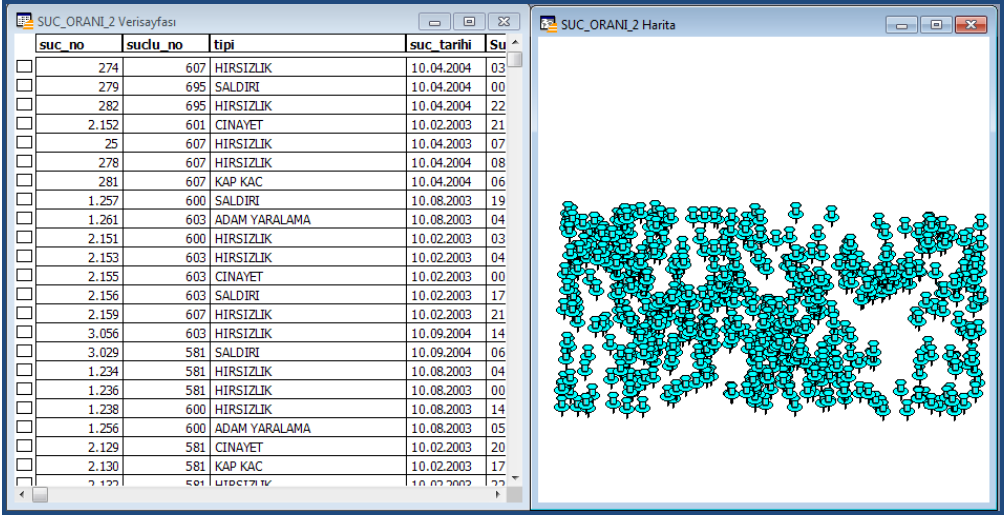 SUC_ORANI_2 Verisayfası
suc_no suclu_no tipi suc_tarihi Su
274 607 HIRSIZLIK 10.04.2004 03
279 695 SALDIRI 10.04.2004 00
282 695 HIRSIZLIK 10.04.2004 22
2.152 601 CINAYET 10.02.2003 21
25 607 HIRSIZLIK 10.04.2003 07
278 607 HIRSIZLIK 10.04.2004 08
281 607 KAP KAC 10.04.2004 06
1.257 600 SALDIRI 10.08.2003 19
1.261 603 ADAM YARALAMA 10.08.2003 04
2.151 600 HIRSIZLIK 10.02.2003 03
2.153 603 HIRSIZLIK 10.02.2003 04
2.155 603 CINAYET 10.02.2003 00
2.156 603 SALDIRI 10.02.2003 17
2.159 607 HIRSIZLIK 10.02.2003 21
3.056 603 HIRSIZLIK 10.09.2004 14
3.029 581 SALDIRI 10.09.2004 06
1.234 581 HIRSIZLIK 10.08.2003 04
1.236 581 HIRSIZLIK 10.08.2003 00
1.238 600 HIRSIZLIK 10.08.2003 14
1.256 600 ADAM YARALAMA 10.08.2003 05
2.129 581 CINAYET 10.02.2003 20
2.130 581 KAP KAC 10.02.2003 17
2.132 581 HIRSIZLIK 10.02.2003 22
SUC_ORANI_2 Harita